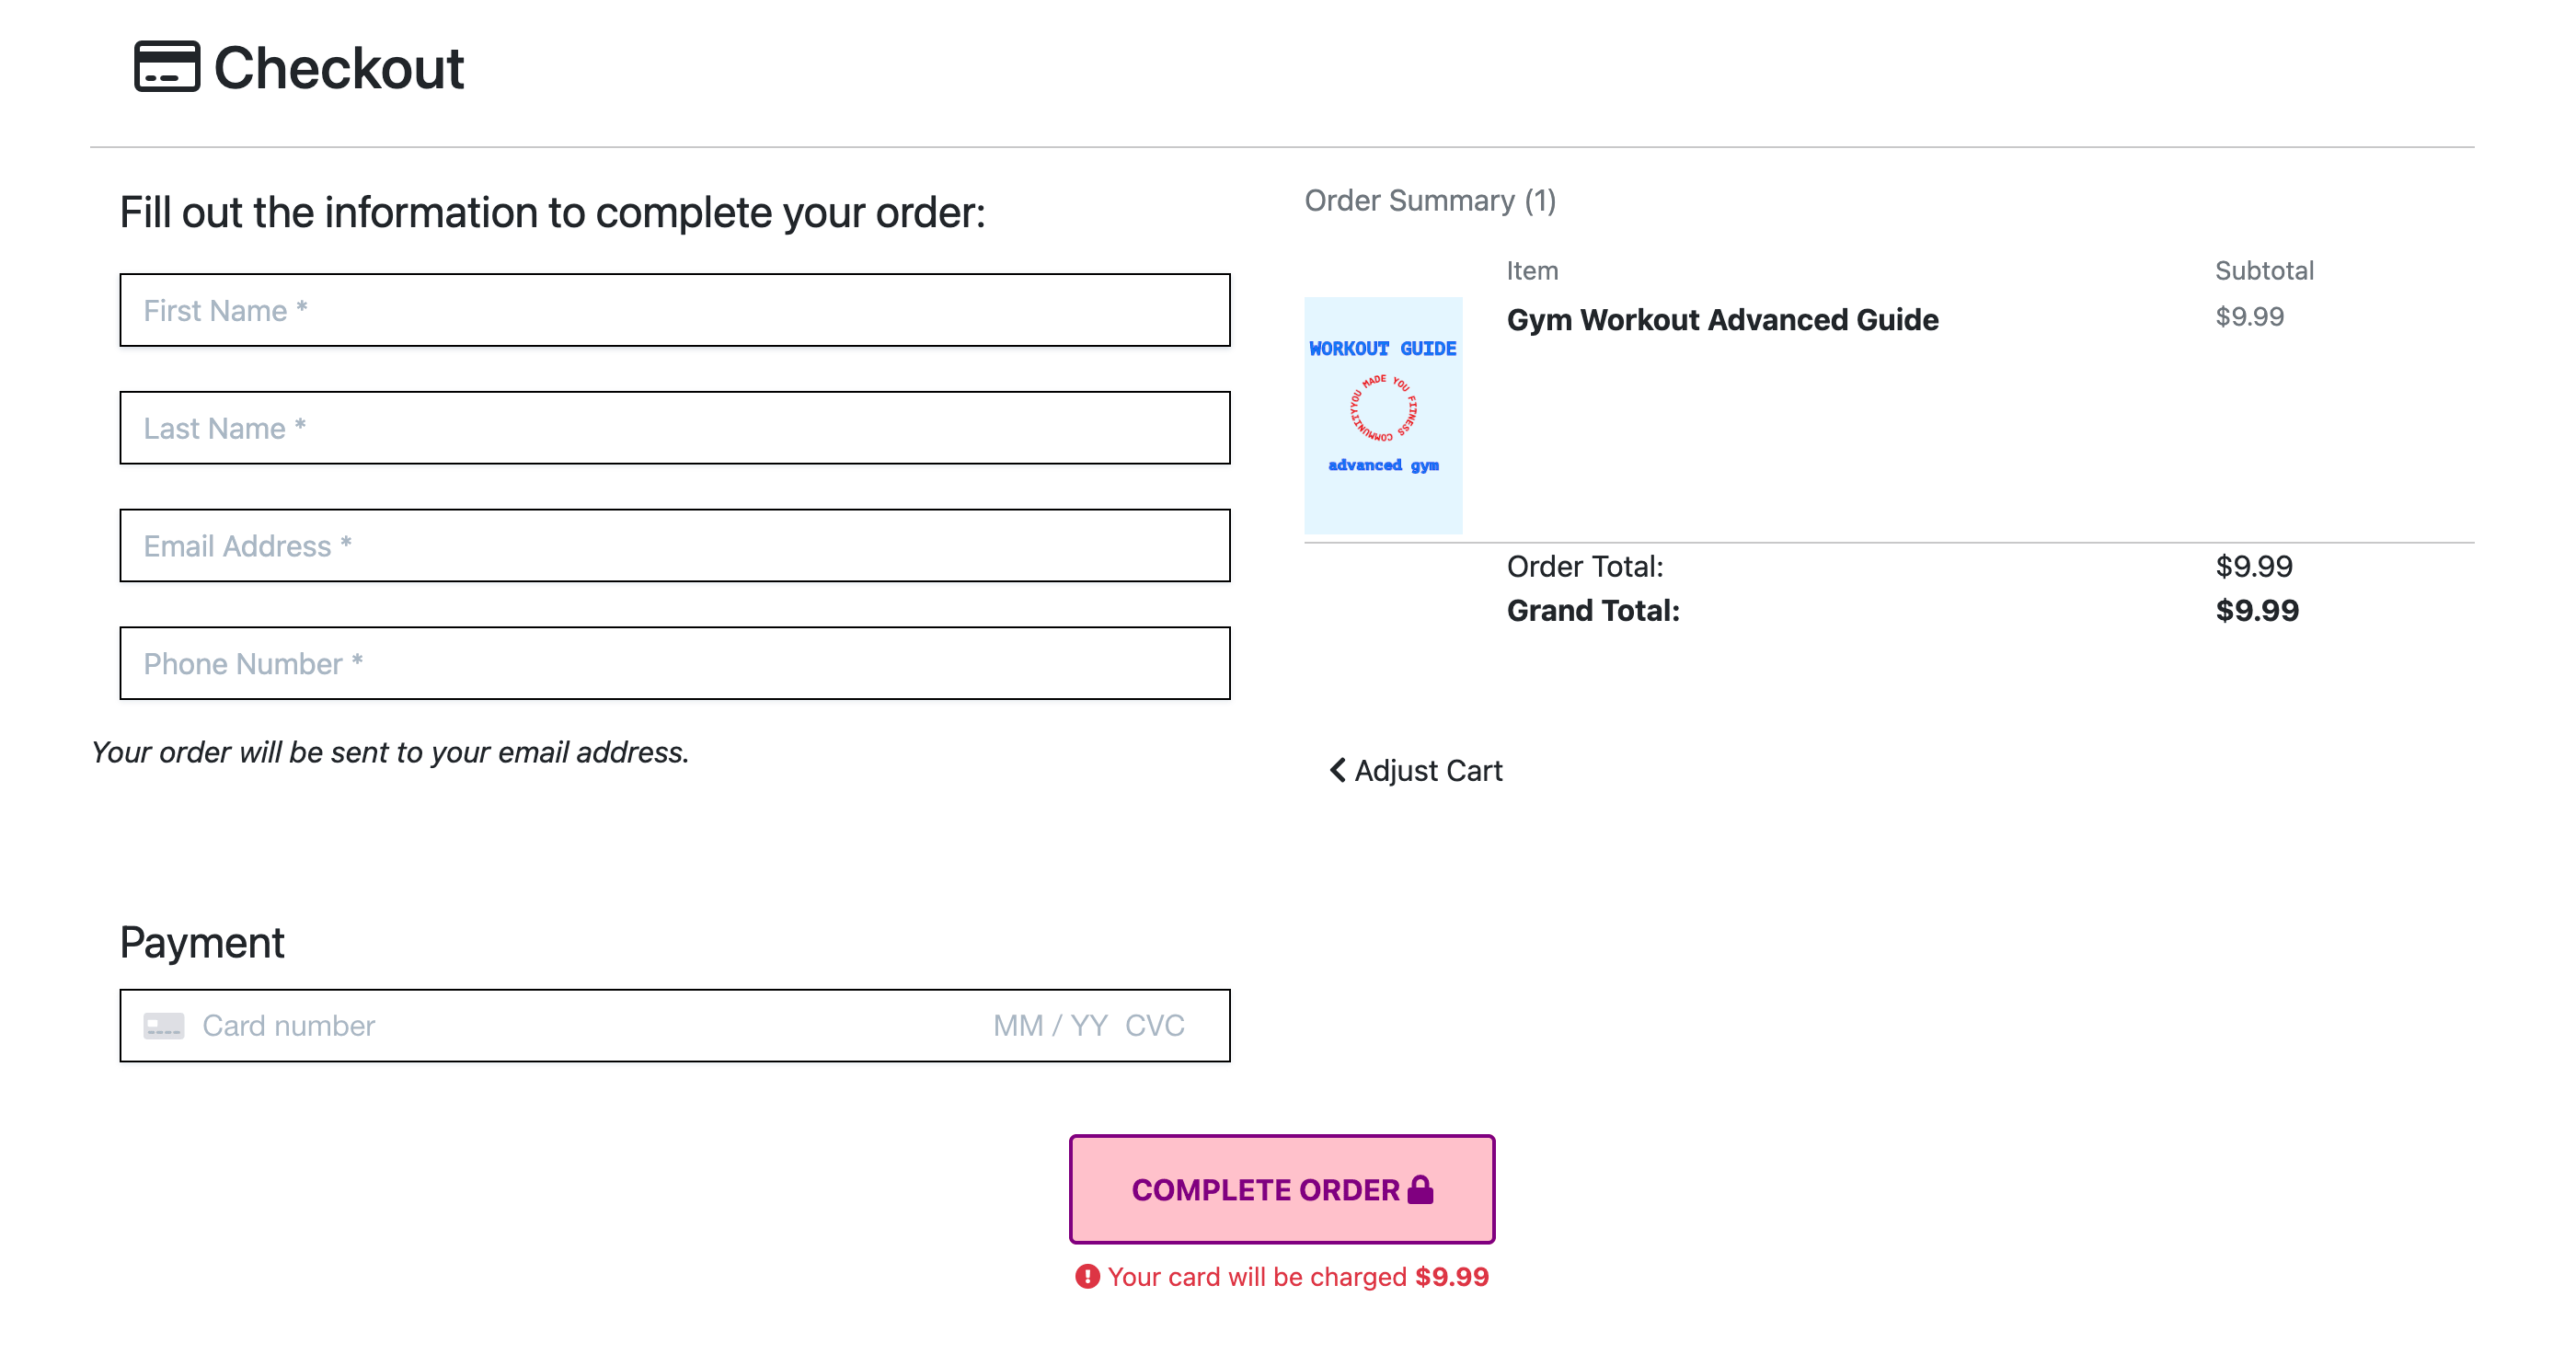 Checkout
Fill out the information to complete your order:
First Name *
Last Name *
Email Address *
Phone Number *
Your order will be sent to your email address.
Order Summary (1)
Item Subtotal
Gym Workout Advanced Guide $9.99
WORKOUT GUIDE
YOU MADE YOU FITNESS COMMUNITY
advanced gym
Order Total: $9.99
Grand Total: $9.99
Adjust Cart
Payment
Card number MM / YY CVC
COMPLETE ORDER
Your card will be charged $9.99